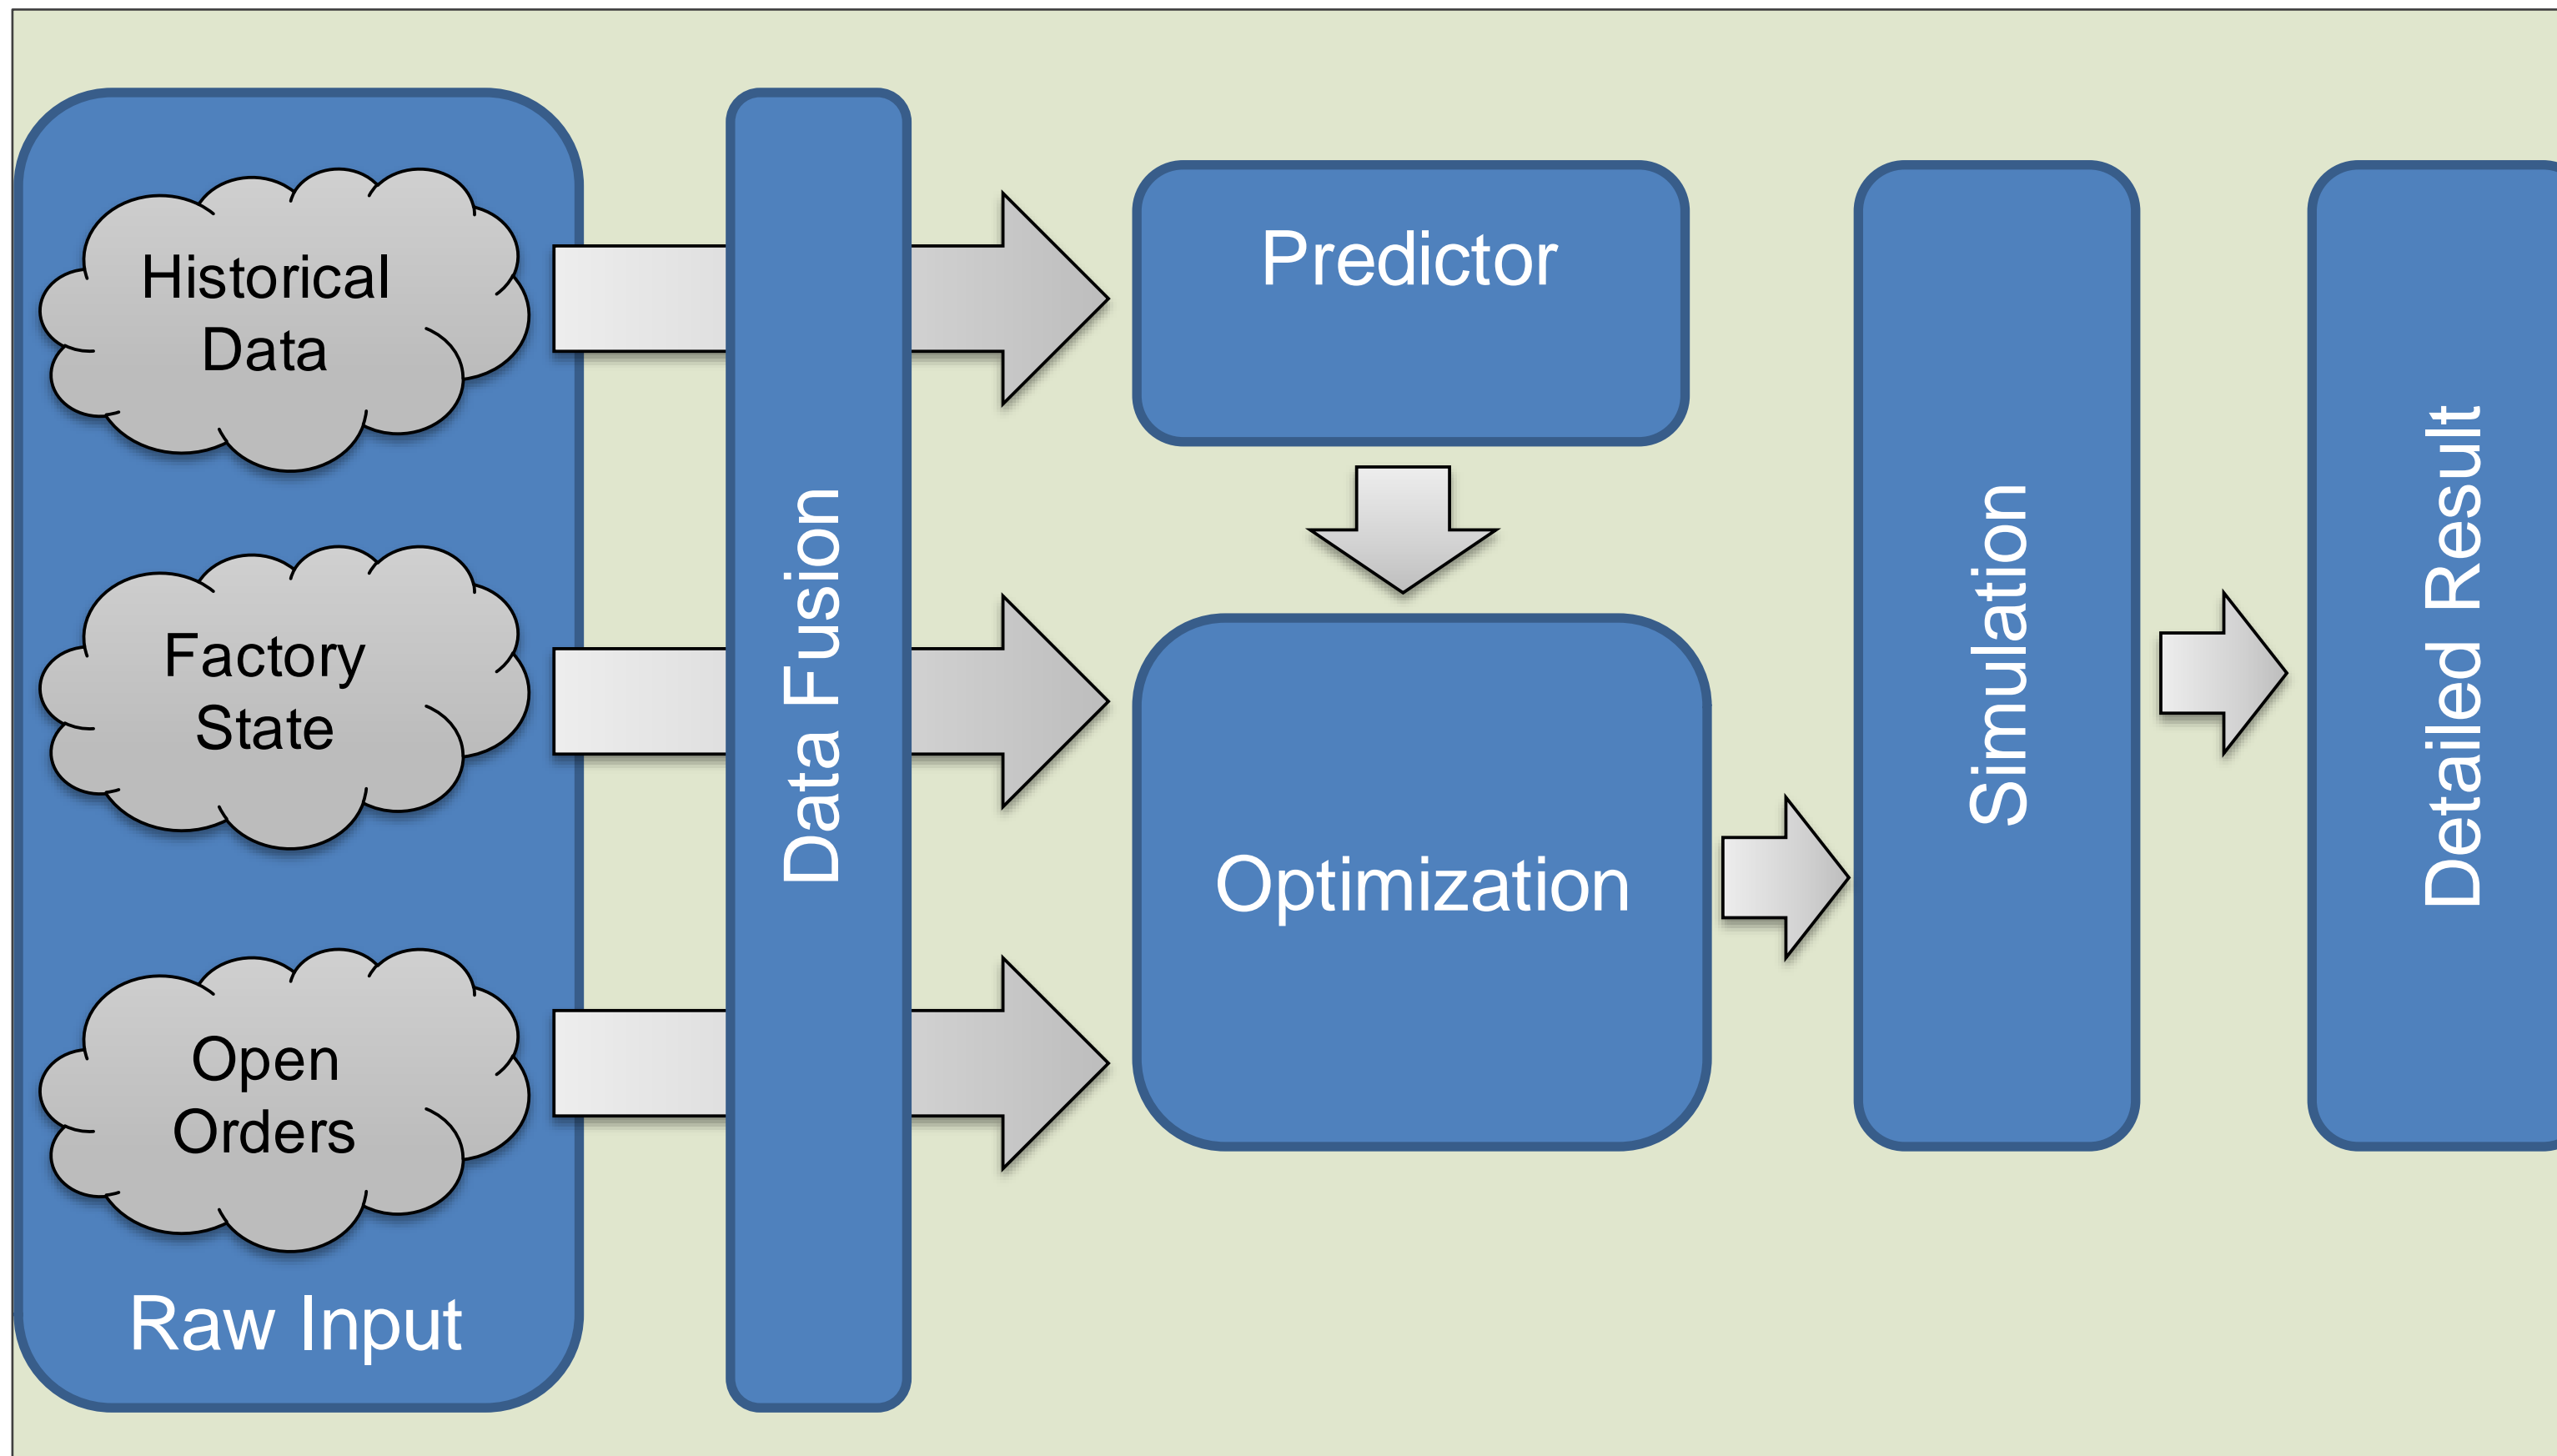 Historical
Data
Factory
State
Open
Orders
Raw Input
Data Fusion
Predictor
Optimization
Simulation
Detailed Result